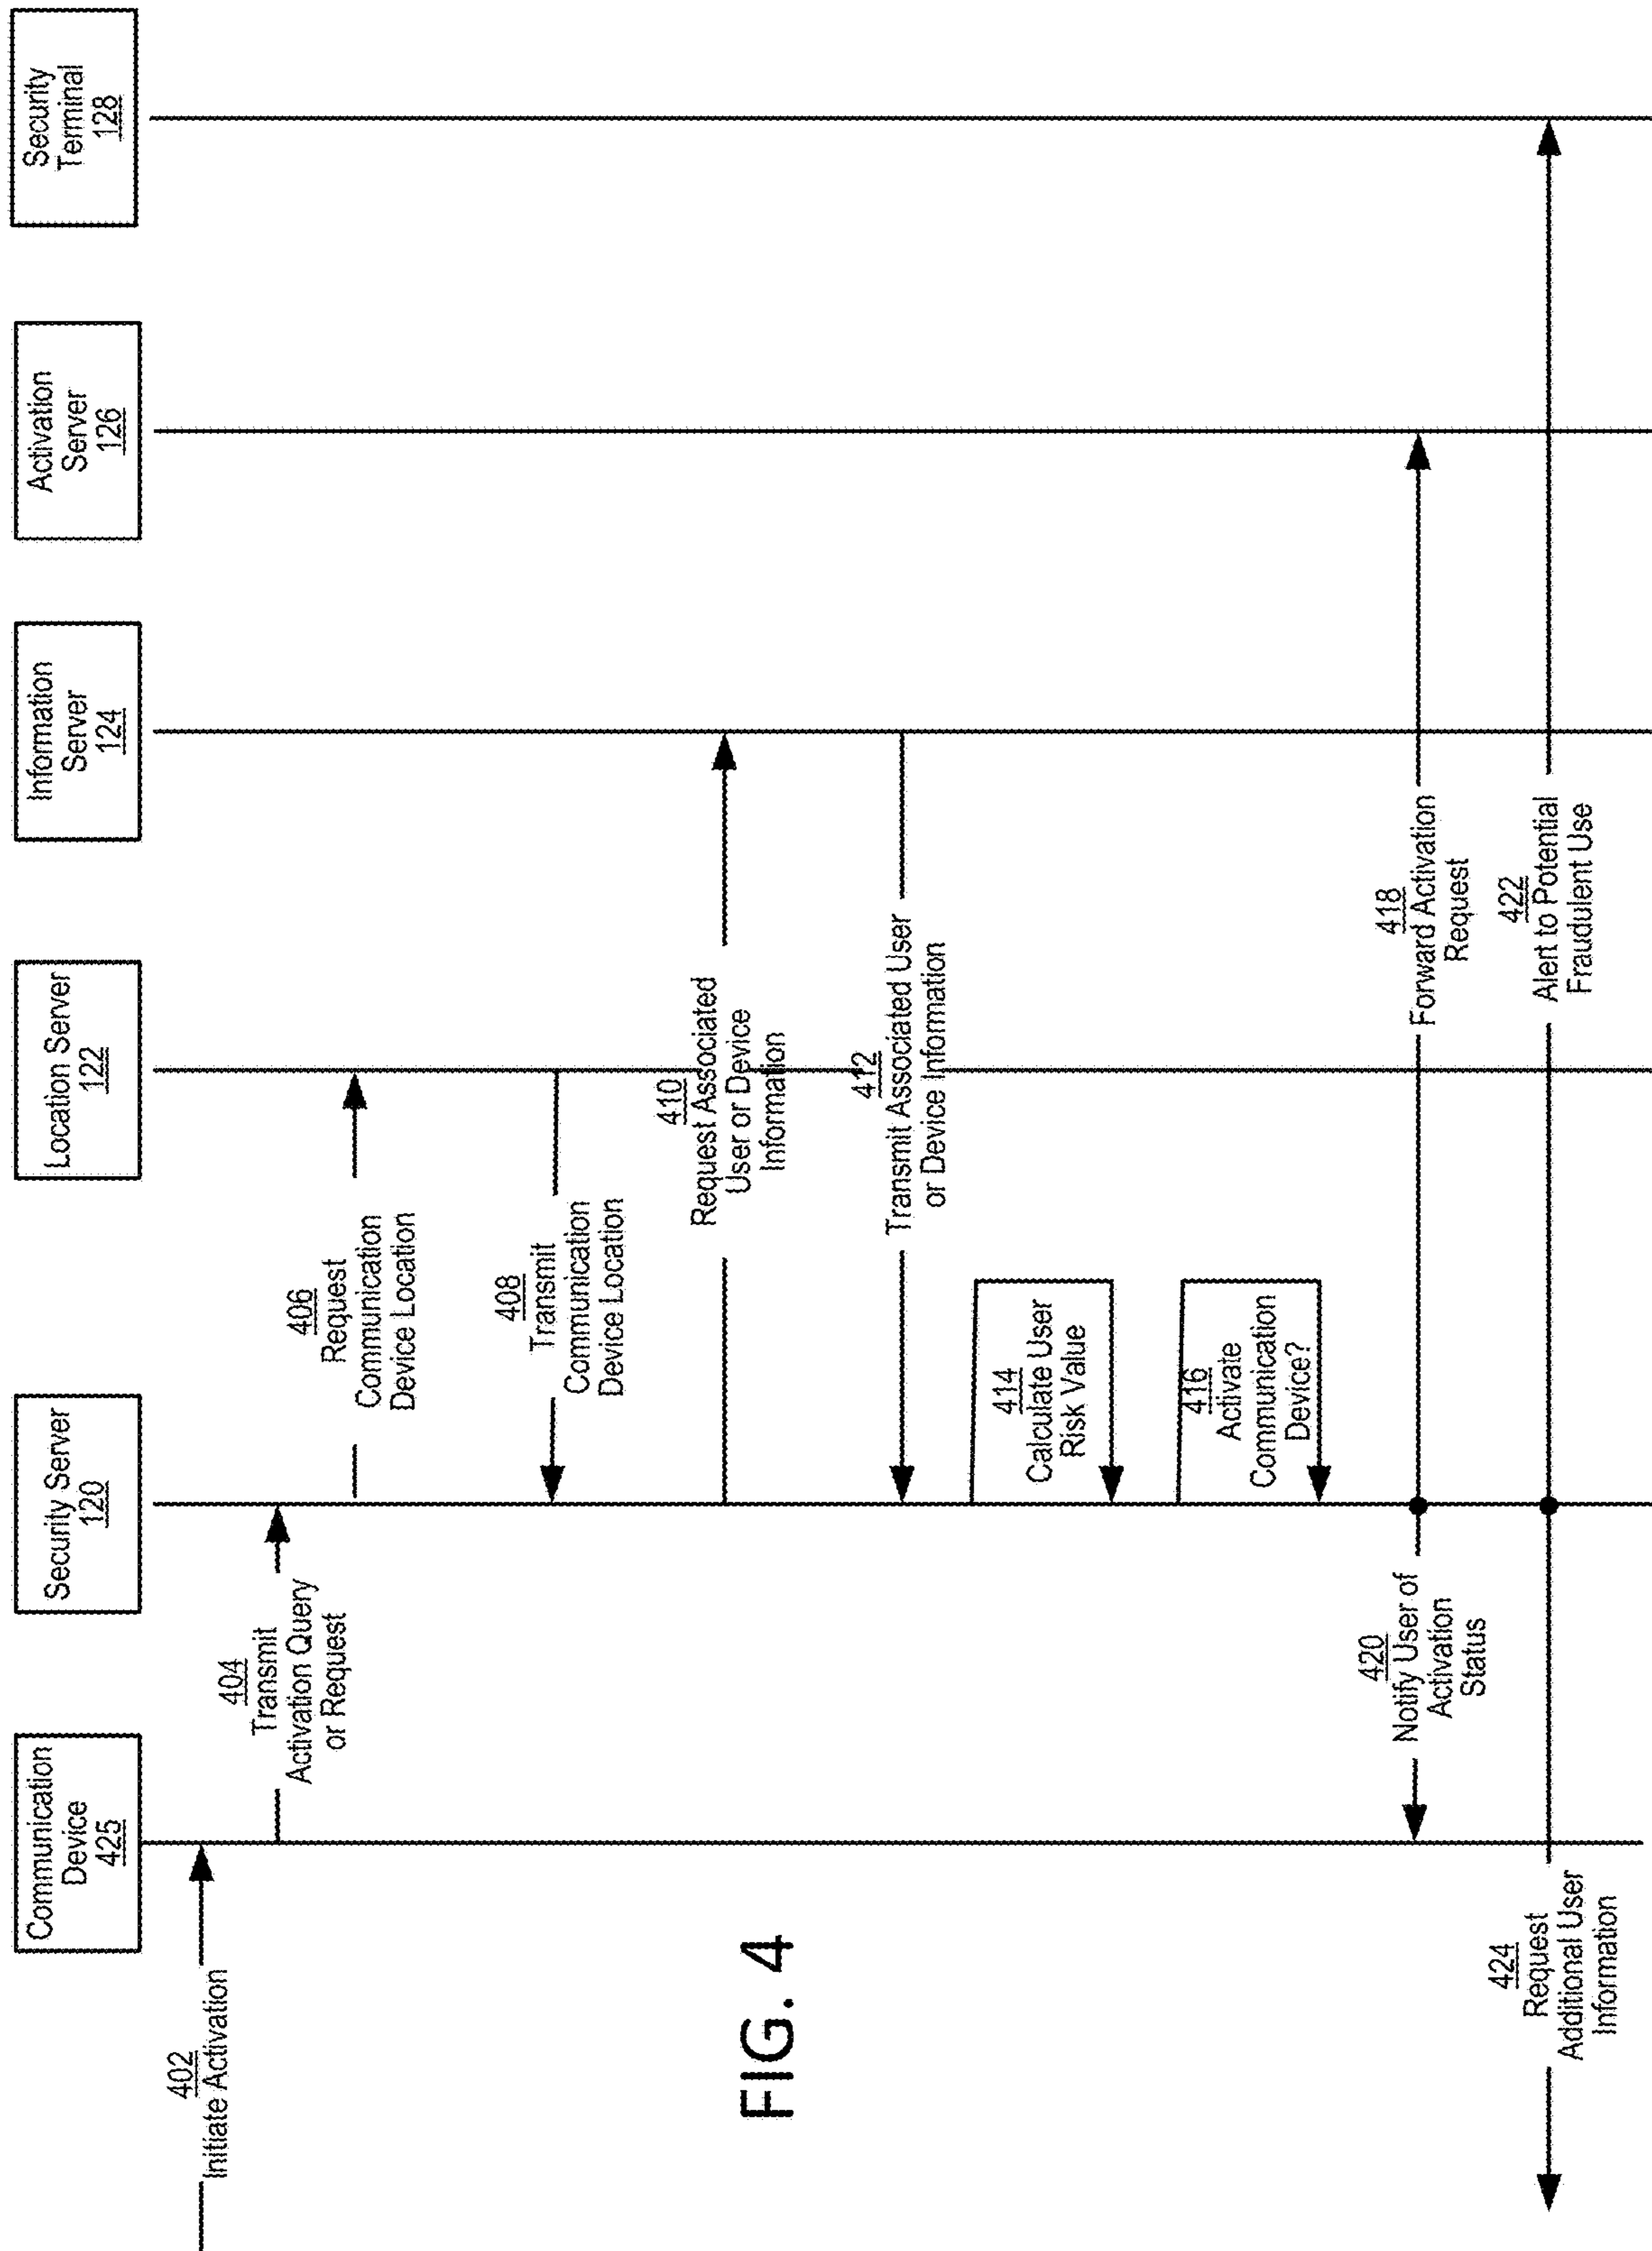 Communication
Device
425
Security Server
120
Location Server
122
Information
Server
124
Activation
Server
126
Security
Terminal
128
402
Initiate Activation
404
Transmit
Activation Query
or Request
406
Request
Communication
Device Location
408
Transmit
Communication
Device Location
410
Request Associated
User or Device
Information
412
Transmit Associated User
or Device Information
414
Calculate User
Risk Value
416
Activate
Communication
Device?
420
Notify User of
Activation
Status
418
Forward Activation
Request
424
Request
Additional User
Information
422
Alert to Potential
Fraudulent Use
FIG. 4